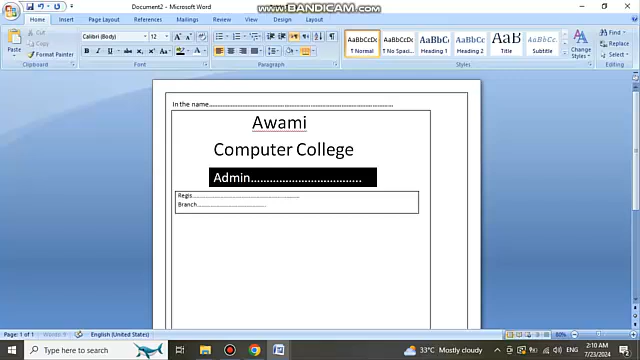 Document2 - Microsoft Word
www.BANDICAM.com
Home Insert Page Layout References Mailings Review View Design Layout
Paste
Cut
Copy
Format Painter
Clipboard
Calibri (Body) 12
Font
Paragraph
AaBbCcDc AaBbCcDc AaBbC AaBbCc AaB AaBbCc.
¶ Normal ¶ No Spaci... Heading 1 Heading 2 Title Subtitle
Change Styles
Styles
Find
Replace
Select
Editing
In the name..........................................................................................
Awami
Computer College
Admin...................................
Regis.......................................................
Branch...................................
Page: 1 of 1 Words: 9 English (United States) 80%
Type here to search
33°C Mostly cloudy
ENG
2:10 AM
7/23/2024